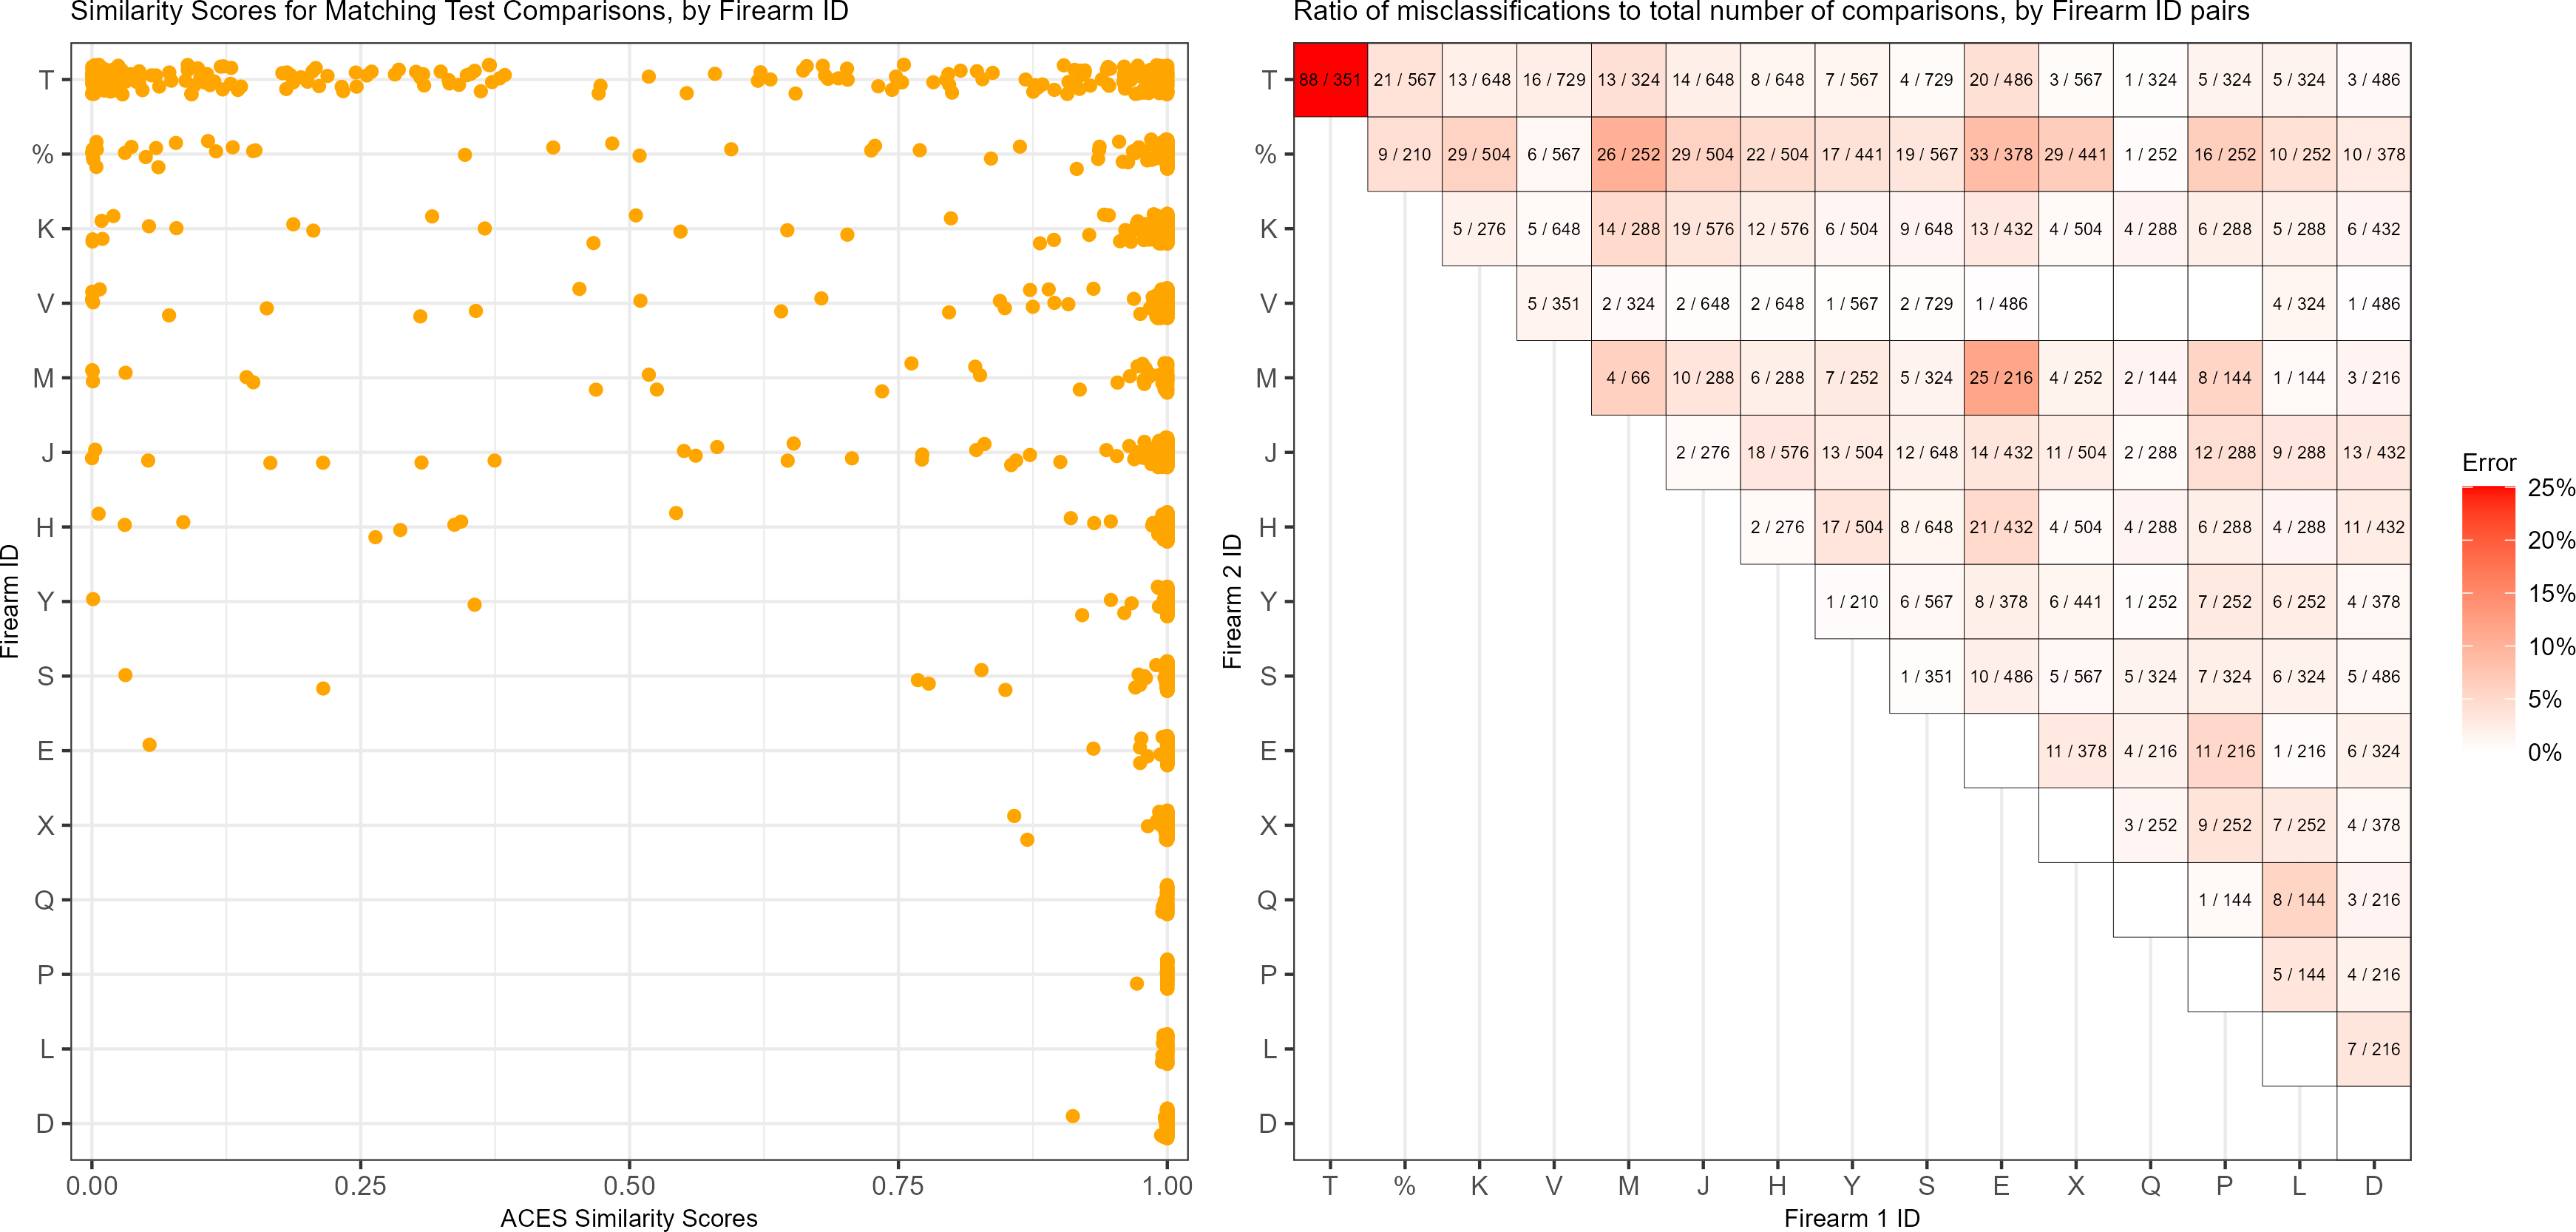 Similarity Scores for Matching Test Comparisons, by Firearm ID
Firearm ID
T
%
K
V
M
J
H
Y
S
E
X
Q
P
L
D
0.00 0.25 0.50 0.75 1.00
ACES Similarity Scores
Ratio of misclassifications to total number of comparisons, by Firearm ID pairs
Firearm 2 ID
T 88 / 351 21 / 567 13 / 648 16 / 729 13 / 324 14 / 648 8 / 648 7 / 567 4 / 729 20 / 486 3 / 567 1 / 324 5 / 324 5 / 324 3 / 486
% 9 / 210 29 / 504 6 / 567 26 / 252 29 / 504 22 / 504 17 / 441 19 / 567 33 / 378 29 / 441 1 / 252 16 / 252 10 / 252 10 / 378
K 5 / 276 5 / 648 14 / 288 19 / 576 12 / 576 6 / 504 9 / 648 13 / 432 4 / 504 4 / 288 6 / 288 5 / 288 6 / 432
V 5 / 351 2 / 324 2 / 648 2 / 648 1 / 567 2 / 729 1 / 486 4 / 324 1 / 486
M 4 / 66 10 / 288 6 / 288 7 / 252 5 / 324 25 / 216 4 / 252 2 / 144 8 / 144 1 / 144 3 / 216
J 2 / 276 18 / 576 13 / 504 12 / 648 14 / 432 11 / 504 2 / 288 12 / 288 9 / 288 13 / 432
H 2 / 276 17 / 504 8 / 648 21 / 432 4 / 504 4 / 288 6 / 288 4 / 288 11 / 432
Y 1 / 210 6 / 567 8 / 378 6 / 441 1 / 252 7 / 252 6 / 252 4 / 378
S 1 / 351 10 / 486 5 / 567 5 / 324 7 / 324 6 / 324 5 / 486
E 11 / 378 4 / 216 11 / 216 1 / 216 6 / 324
X 3 / 252 9 / 252 7 / 252 4 / 378
Q 1 / 144 8 / 144 3 / 216
P 5 / 144 4 / 216
L 7 / 216
D
T % K V M J H Y S E X Q P L D
Firearm 1 ID
Error
25%
20%
15%
10%
5%
0%